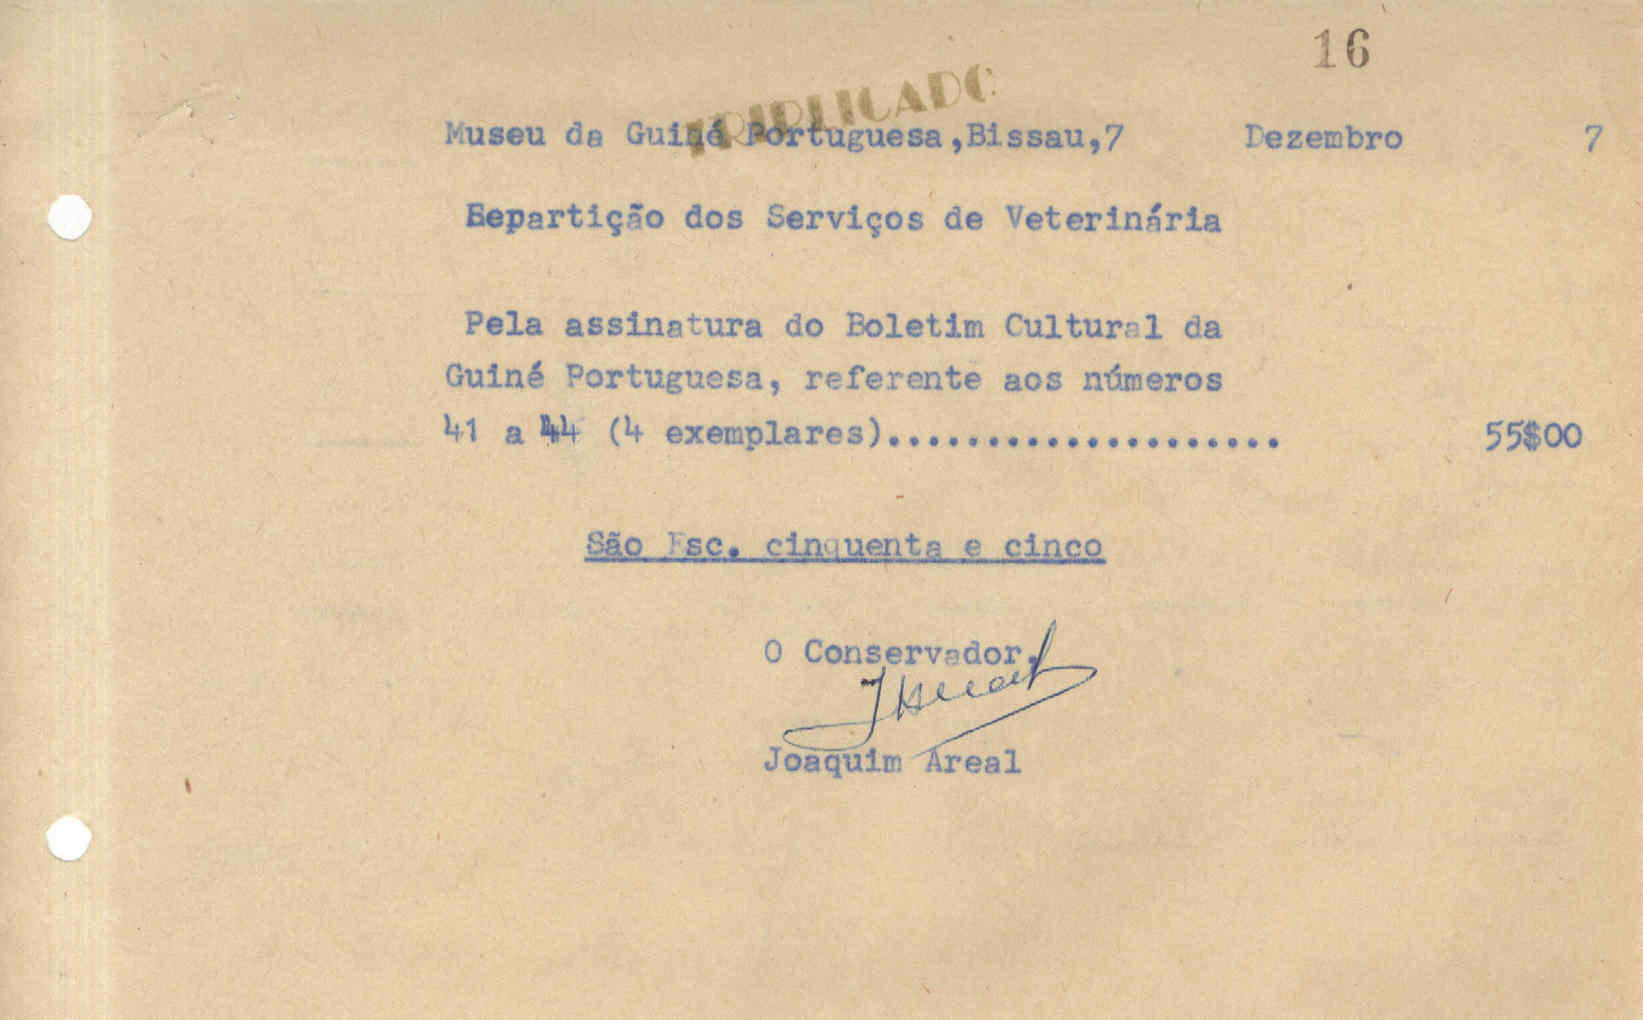 16
TRIPLICADO
Museu da Guiné Portuguesa,Bissau,7 Dezembro 7
Repartição dos Serviços de Veterinária
Pela assinatura do Boletim Cultural da
Guiné Portuguesa, referente aos números
41 a 44 (4 exemplares).................... 55$00
São Esc. cinquenta e cinco
O Conservador,
JAreal
Joaquim Areal